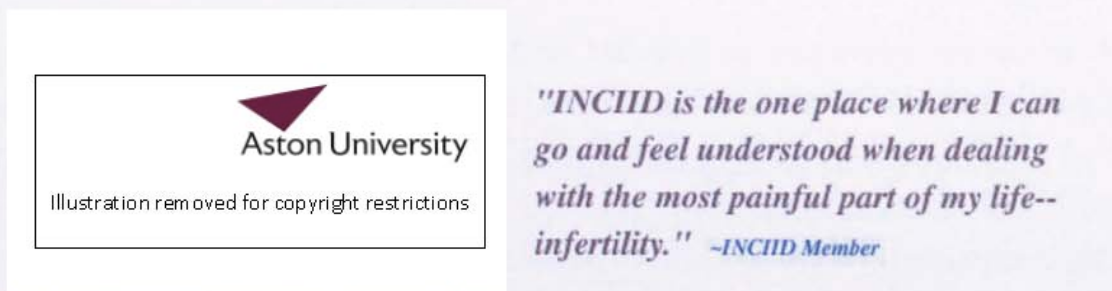 Aston University
Illustration removed for copyright restrictions
"INCIID is the one place where I can
go and feel understood when dealing
with the most painful part of my life--
infertility." ~INCIID Member